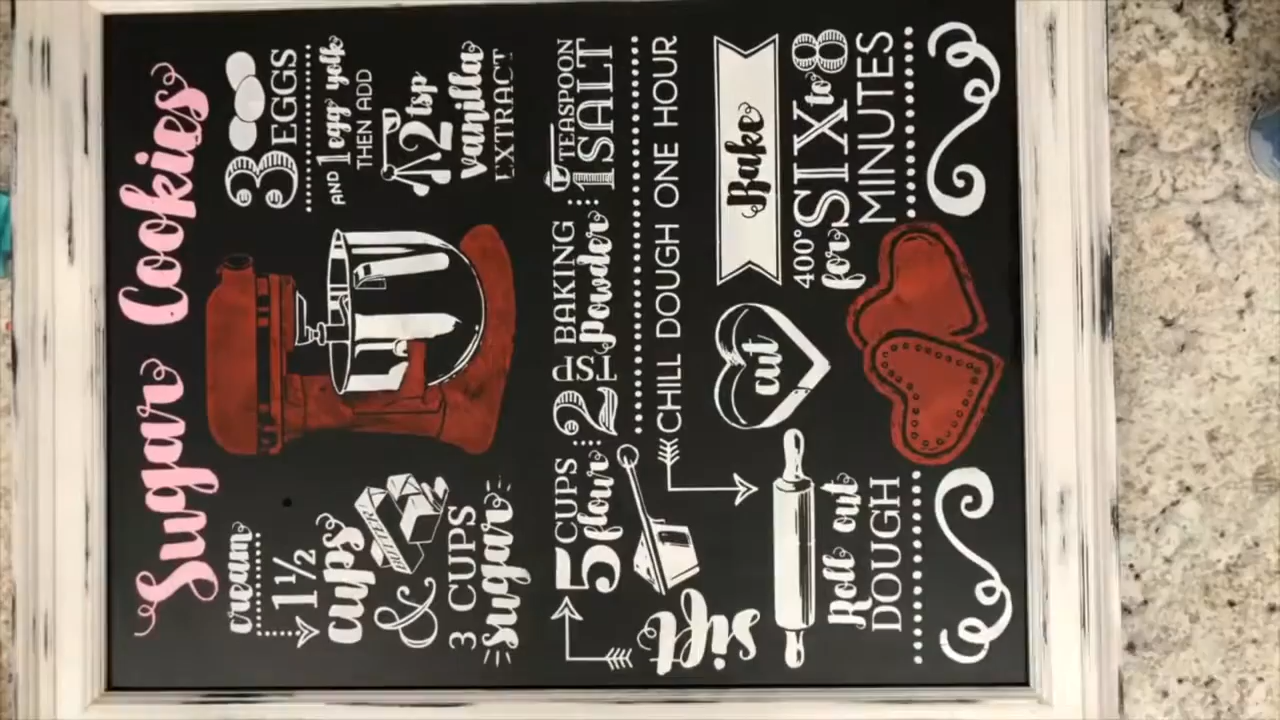 Sugar Cookies
cream
1 1/2
cups
BUTTER
&
3 CUPS
sugar
3 EGGS
AND 1 egg yolk
THEN ADD
2 tsp
vanilla
EXTRACT
sift
5 CUPS
flour
2 TSP BAKING
Powder
1 TEASPOON
SALT
CHILL DOUGH ONE HOUR
Roll out
DOUGH
cut
Bake
400°
for SIX to 8
MINUTES